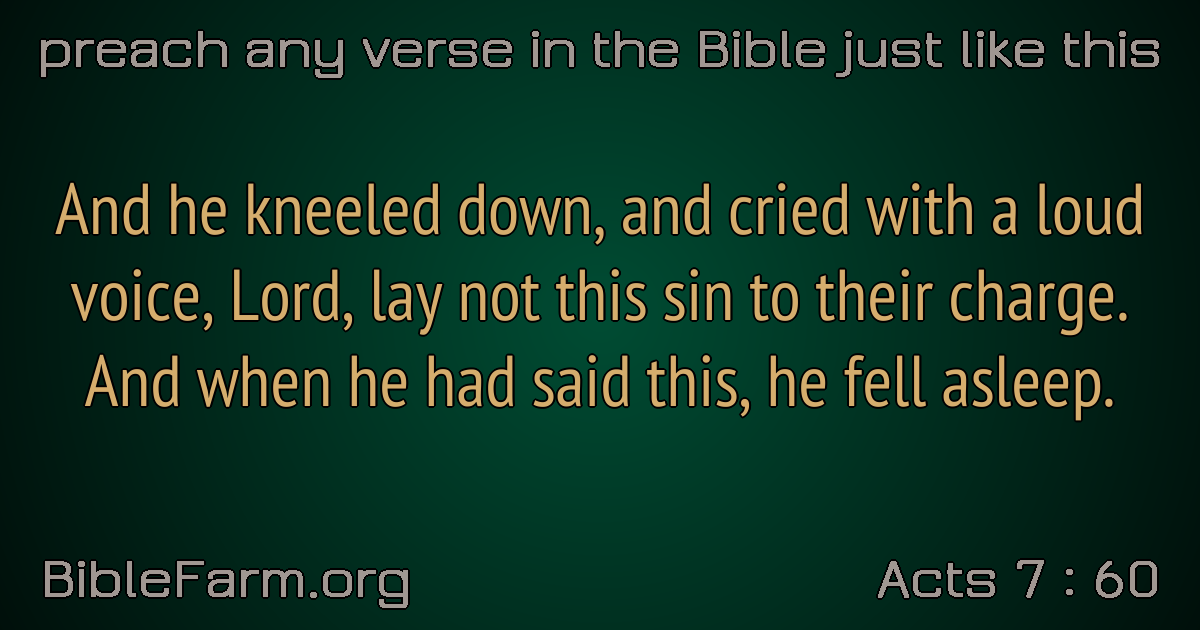 preach any verse in the Bible just like this
And he kneeled down, and cried with a loud
voice, Lord, lay not this sin to their charge.
And when he had said this, he fell asleep.
BibleFarm.org
Acts 7 : 60